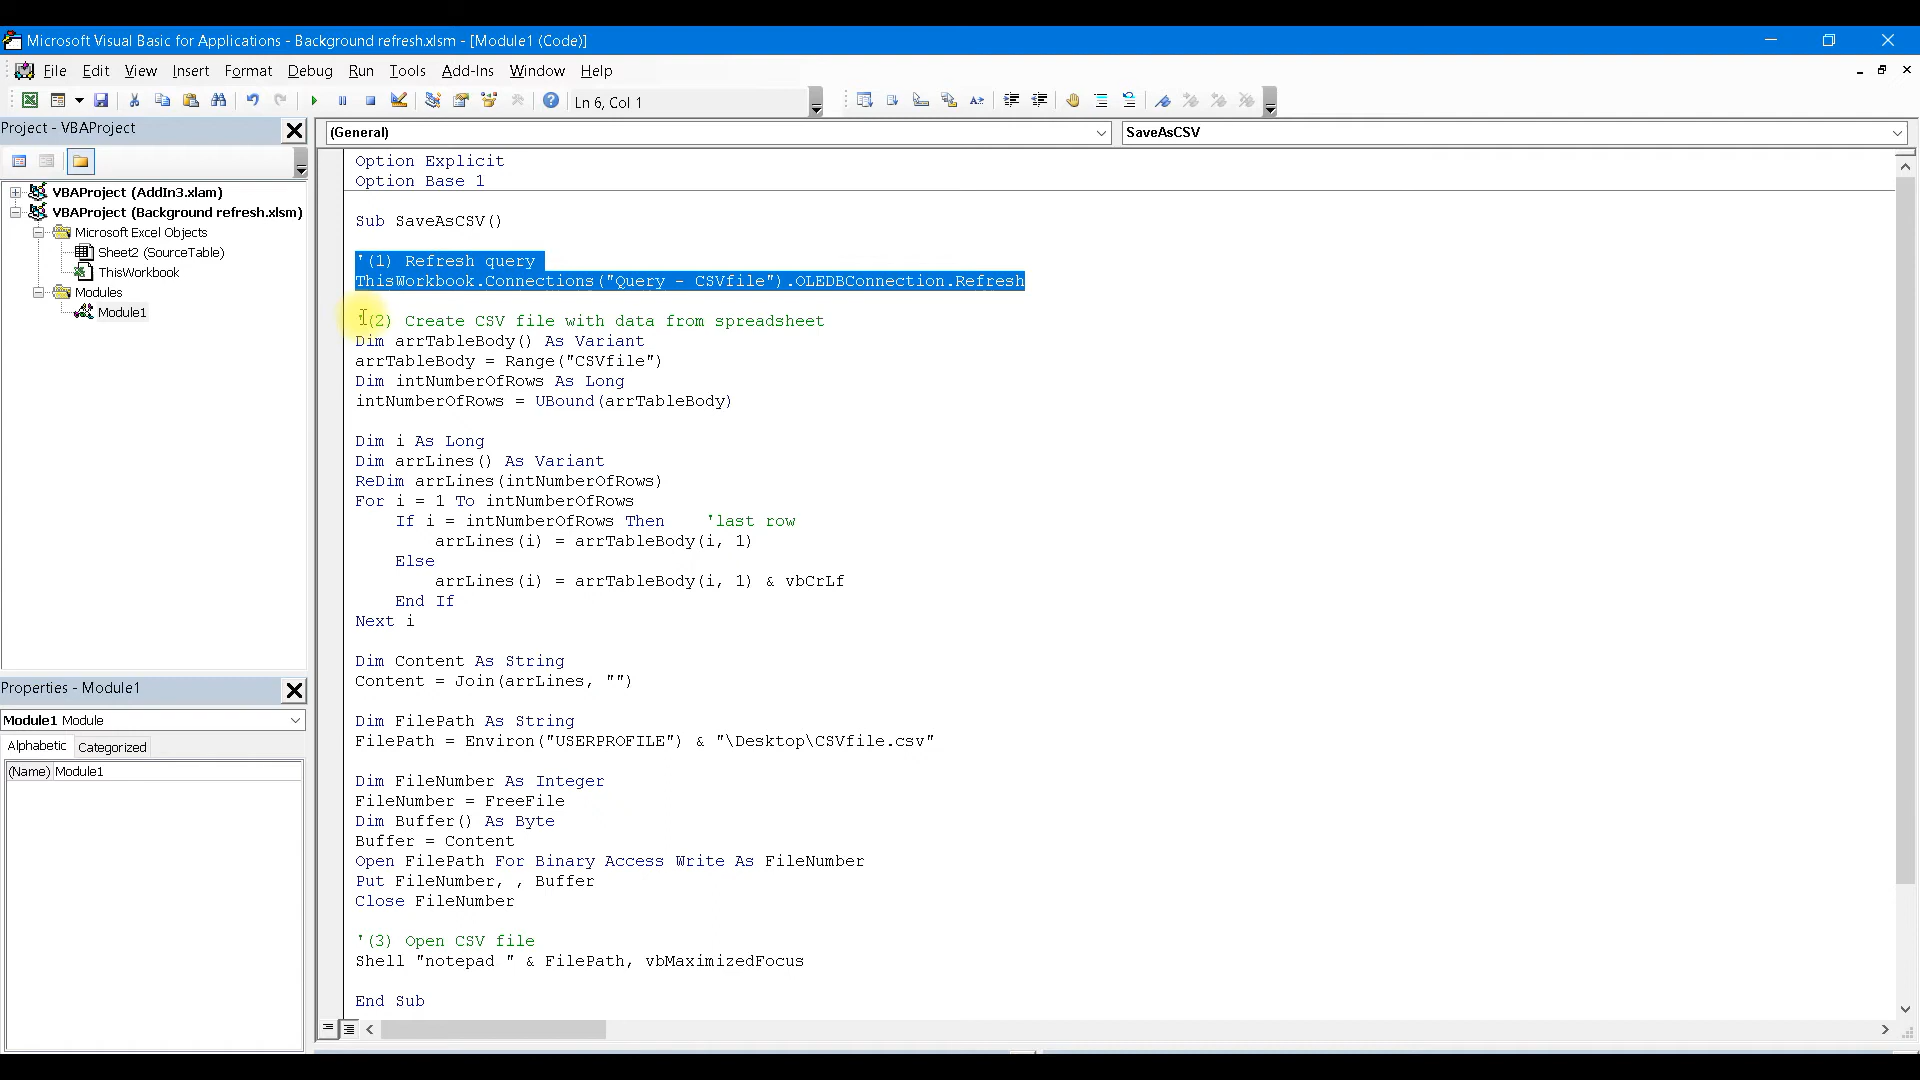 Microsoft Visual Basic for Applications - Background refresh.xlsm - [Module1 (Code)]
File Edit View Insert Format Debug Run Tools Add-Ins Window Help
Ln 6, Col 1
Project - VBAProject
(General)
SaveAsCSV
VBAProject (AddIn3.xlam)
VBAProject (Background refresh.xlsm)
Microsoft Excel Objects
Sheet2 (SourceTable)
ThisWorkbook
Modules
Module1
Properties - Module1
Module1 Module
Alphabetic Categorized
(Name) Module1
Option Explicit
Option Base 1
Sub SaveAsCSV()
'(1) Refresh query
ThisWorkbook.Connections("Query - CSVfile").OLEDBConnection.Refresh
'(2) Create CSV file with data from spreadsheet
Dim arrTableBody() As Variant
arrTableBody = Range("CSVfile")
Dim intNumberOfRows As Long
intNumberOfRows = UBound(arrTableBody)
Dim i As Long
Dim arrLines() As Variant
ReDim arrLines(intNumberOfRows)
For i = 1 To intNumberOfRows
If i = intNumberOfRows Then 'last row
arrLines(i) = arrTableBody(i, 1)
Else
arrLines(i) = arrTableBody(i, 1) & vbCrLf
End If
Next i
Dim Content As String
Content = Join(arrLines, "")
Dim FilePath As String
FilePath = Environ("USERPROFILE") & "\Desktop\CSVfile.csv"
Dim FileNumber As Integer
FileNumber = FreeFile
Dim Buffer() As Byte
Buffer = Content
Open FilePath For Binary Access Write As FileNumber
Put FileNumber, , Buffer
Close FileNumber
'(3) Open CSV file
Shell "notepad " & FilePath, vbMaximizedFocus
End Sub